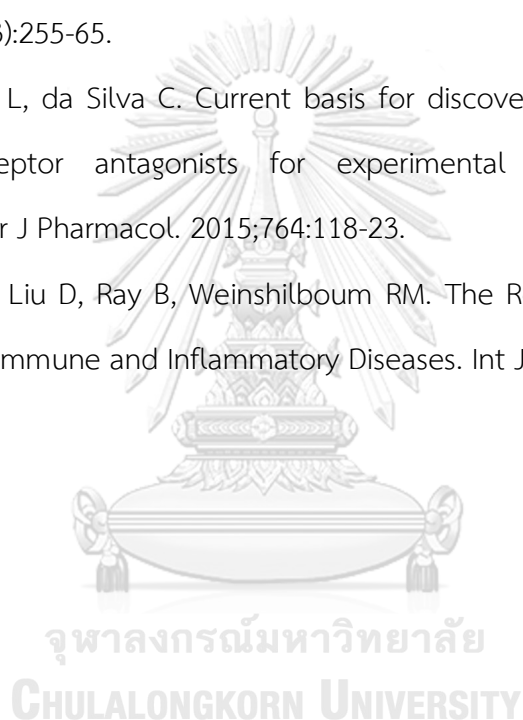 3):255-65.
L, da Silva C. Current basis for discove
eptor antagonists for experimental
r J Pharmacol. 2015;764:118-23.
Liu D, Ray B, Weinshilboum RM. The R
mmune and Inflammatory Diseases. Int J
จุฬาลงกรณ์มหาวิทยาลัย
CHULALONGKORN UNIVERSITY